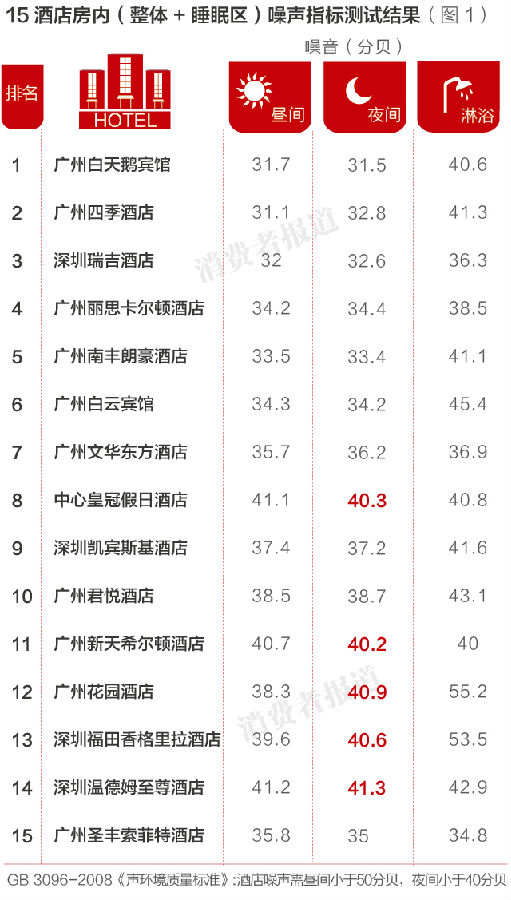 15 酒店房内（整体 + 睡眠区）噪声指标测试结果（图 1）
噪音（分贝）
排名 HOTEL 昼间 夜间 淋浴
1 广州白天鹅宾馆 31.7 31.5 40.6
2 广州四季酒店 31.1 32.8 41.3
消费者报道
3 深圳瑞吉酒店 32 32.6 36.3
4 广州丽思卡尔顿酒店 34.2 34.4 38.5
5 广州南丰朗豪酒店 33.5 33.4 41.1
6 广州白云宾馆 34.3 34.2 45.4
7 广州文华东方酒店 35.7 36.2 36.9
8 中心皇冠假日酒店 41.1 40.3 40.8
9 深圳凯宾斯基酒店 37.4 37.2 41.6
10 广州君悦酒店 38.5 38.7 43.1
11 广州新天希尔顿酒店 40.7 40.2 40
12 广州花园酒店 38.3 40.9 55.2
消费者报道
13 深圳福田香格里拉酒店 39.6 40.6 53.5
14 深圳温德姆至尊酒店 41.2 41.3 42.9
15 广州圣丰索菲特酒店 35.8 35 34.8
GB 3096-2008《声环境质量标准》:酒店噪声需昼间小于50分贝，夜间小于40分贝